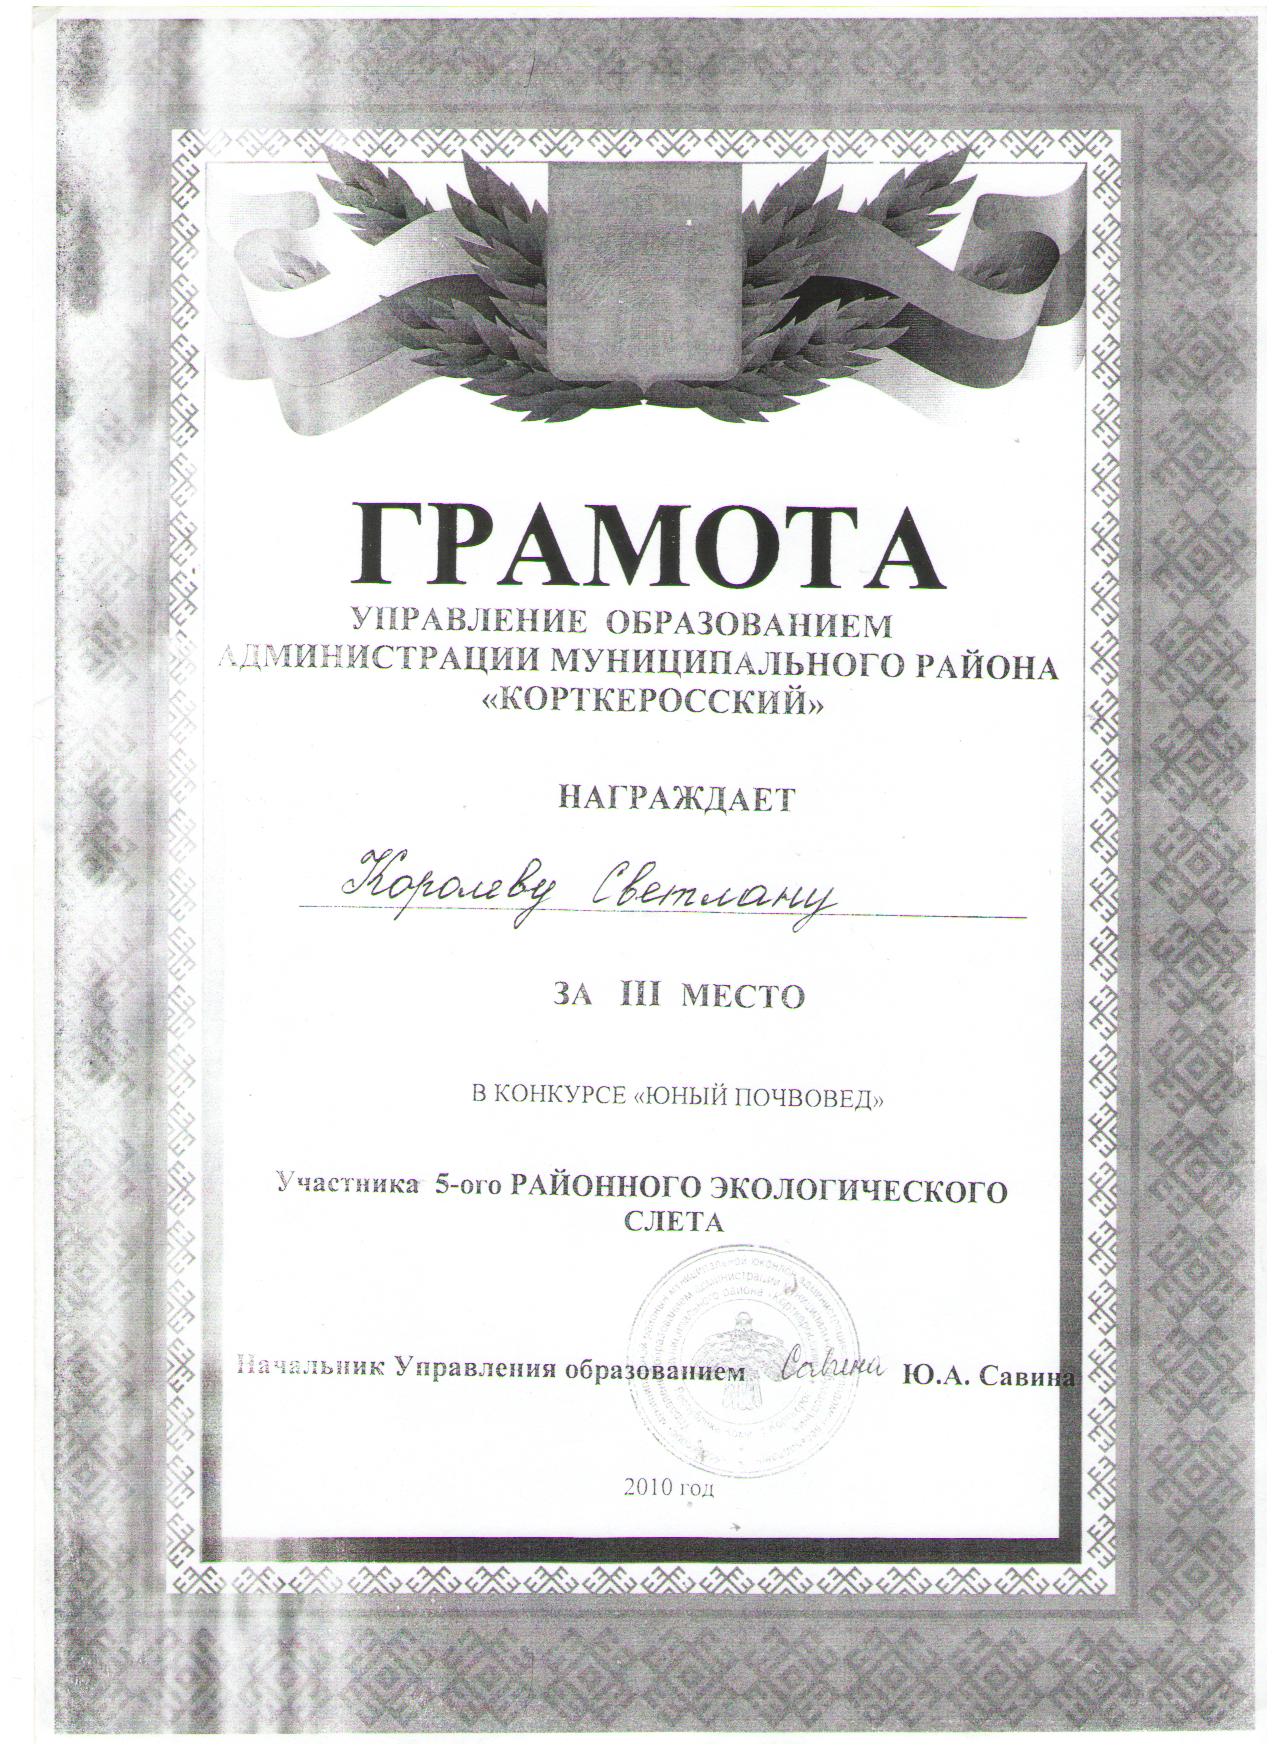 ГРАМОТА
УПРАВЛЕНИЕ ОБРАЗОВАНИЕМ
АДМИНИСТРАЦИИ МУНИЦИПАЛЬНОГО РАЙОНА
«КОРТКЕРОССКИЙ»
НАГРАЖДАЕТ
Королеву Светлану
ЗА III МЕСТО
В КОНКУРСЕ «ЮНЫЙ ПОЧВОВЕД»
Участника 5-ого РАЙОННОГО ЭКОЛОГИЧЕСКОГО
СЛЕТА
Начальник Управления образованием Савина Ю.А. Савина
2010 год